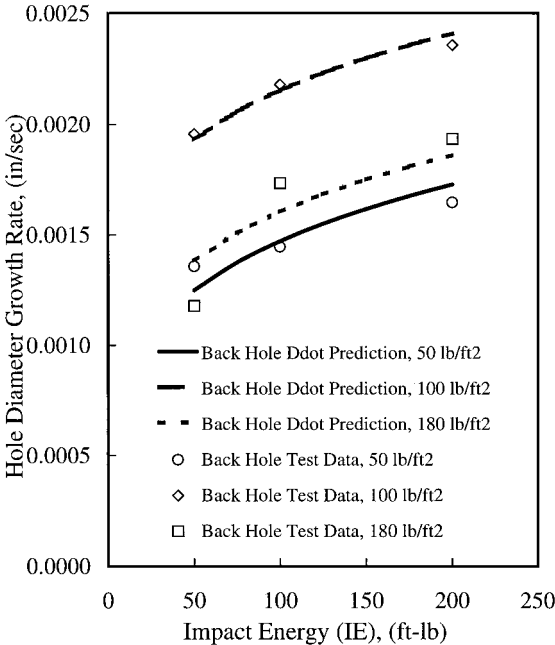 0.0025
0.0020
0.0015
0.0010
0.0005
0.0000
Hole Diameter Growth Rate, (in/sec)
Back Hole Ddot Prediction, 50 lb/ft2
Back Hole Ddot Prediction, 100 lb/ft2
Back Hole Ddot Prediction, 180 lb/ft2
Back Hole Test Data, 50 lb/ft2
Back Hole Test Data, 100 lb/ft2
Back Hole Test Data, 180 lb/ft2
0 50 100 150 200 250
Impact Energy (IE), (ft-lb)